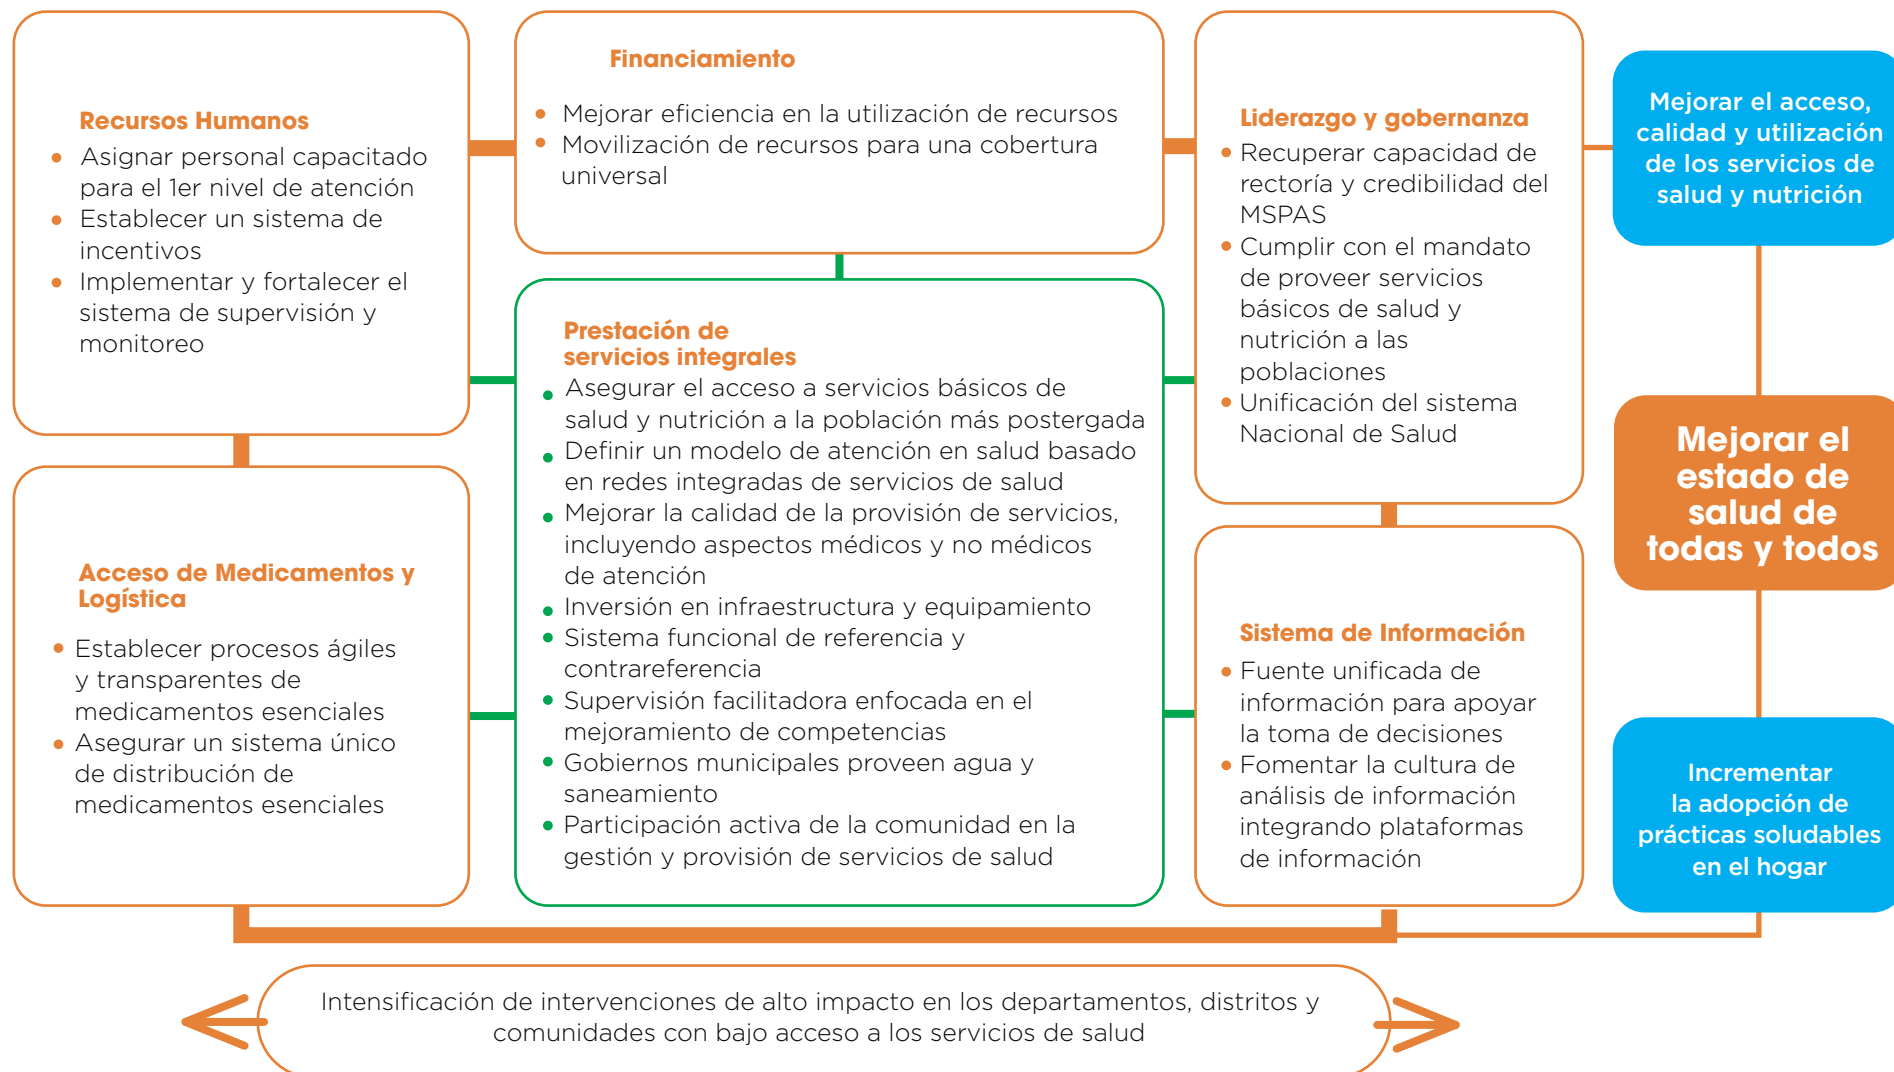 Recursos Humanos
Asignar personal capacitado
para el 1er nivel de atención
Establecer un sistema de
incentivos
Implementar y fortalecer el
sistema de supervisión y
monitoreo
Financiamiento
Mejorar eficiencia en la utilización de recursos
Movilización de recursos para una cobertura
universal
Liderazgo y gobernanza
Recuperar capacidad de
rectoría y credibilidad del
MSPAS
Cumplir con el mandato
de proveer servicios
básicos de salud y
nutrición a las
poblaciones
Unificación del sistema
Nacional de Salud
Mejorar el acceso,
calidad y utilización
de los servicios de
salud y nutrición
Prestación de
servicios integrales
Asegurar el acceso a servicios básicos de
salud y nutrición a la población más postergada
Definir un modelo de atención en salud basado
en redes integradas de servicios de salud
Mejorar la calidad de la provisión de servicios,
incluyendo aspectos médicos y no médicos
de atención
Inversión en infraestructura y equipamiento
Sistema funcional de referencia y
contrareferencia
Supervisión facilitadora enfocada en el
mejoramiento de competencias
Gobiernos municipales proveen agua y
saneamiento
Participación activa de la comunidad en la
gestión y provisión de servicios de salud
Mejorar el
estado de
salud de
todas y todos
Acceso de Medicamentos y
Logística
Establecer procesos ágiles
y transparentes de
medicamentos esenciales
Asegurar un sistema único
de distribución de
medicamentos esenciales
Sistema de Información
Fuente unificada de
información para apoyar
la toma de decisiones
Fomentar la cultura de
análisis de información
integrando plataformas
de información
Incrementar
la adopción de
prácticas soludables
en el hogar
Intensificación de intervenciones de alto impacto en los departamentos, distritos y
comunidades con bajo acceso a los servicios de salud